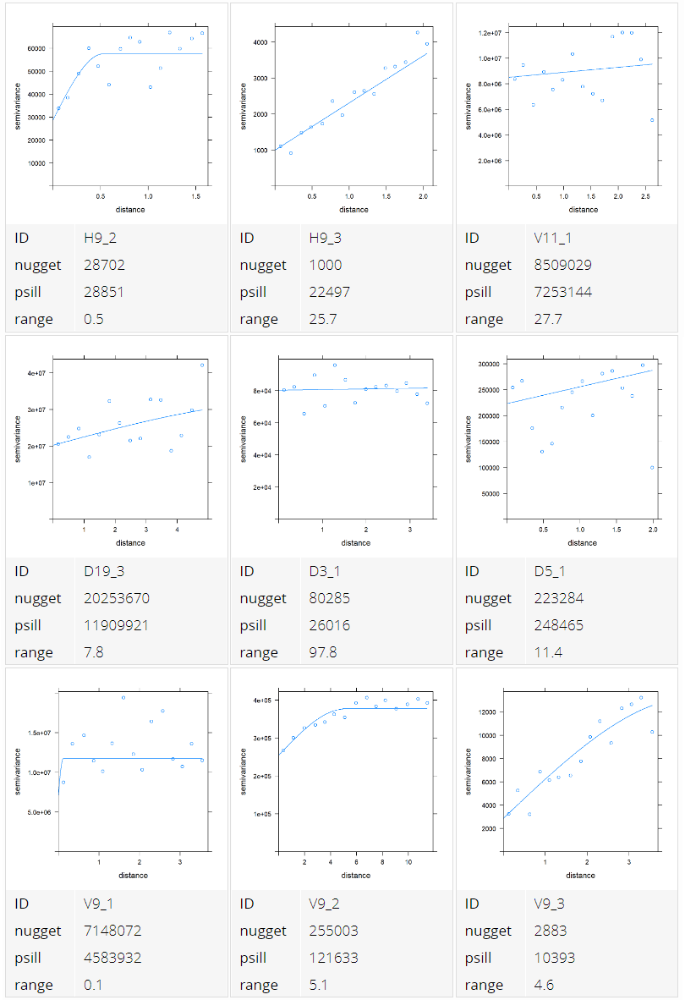 semivariance
60000
50000
40000
30000
20000
10000
0.5 1.0 1.5
distance
ID H9_2
nugget 28702
psill 28851
range 0.5
semivariance
4000
3000
2000
1000
0.5 1.0 1.5 2.0
distance
ID H9_3
nugget 1000
psill 22497
range 25.7
semivariance
1.2e+07
1.0e+07
8.0e+06
6.0e+06
4.0e+06
2.0e+06
0.5 1.0 1.5 2.0 2.5
distance
ID V11_1
nugget 8509029
psill 7253144
range 27.7
semivariance
4e+07
3e+07
2e+07
1e+07
1 2 3 4
distance
ID D19_3
nugget 20253670
psill 11909921
range 7.8
semivariance
8e+04
6e+04
4e+04
2e+04
1 2 3
distance
ID D3_1
nugget 80285
psill 26016
range 97.8
semivariance
300000
250000
200000
150000
100000
50000
0.5 1.0 1.5 2.0
distance
ID D5_1
nugget 223284
psill 248465
range 11.4
semivariance
1.5e+07
1.0e+07
5.0e+06
1 2 3
distance
ID V9_1
nugget 7148072
psill 4583932
range 0.1
semivariance
4e+05
3e+05
2e+05
1e+05
2 4 6 8 10
distance
ID V9_2
nugget 255003
psill 121633
range 5.1
semivariance
12000
10000
8000
6000
4000
2000
1 2 3
distance
ID V9_3
nugget 2883
psill 10393
range 4.6